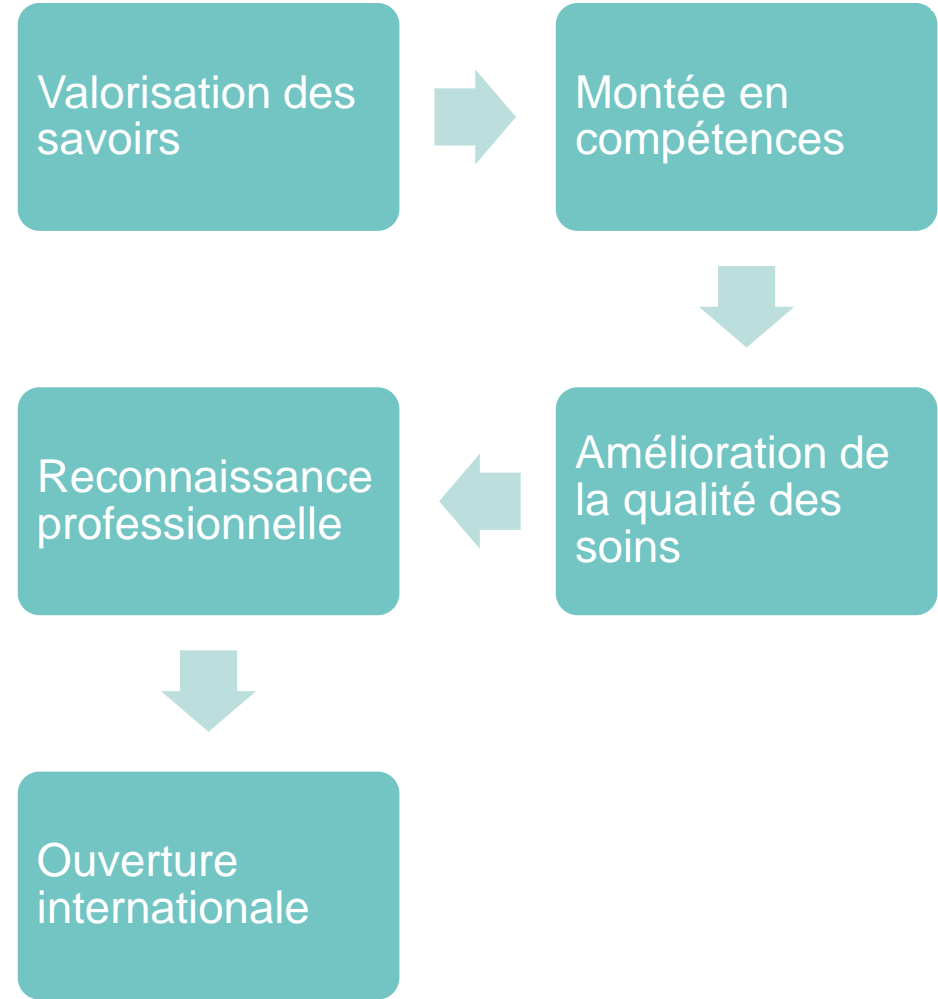 Valorisation des
savoirs
Montée en
compétences
Amélioration de
la qualité des
soins
Reconnaissance
professionnelle
Ouverture
internationale